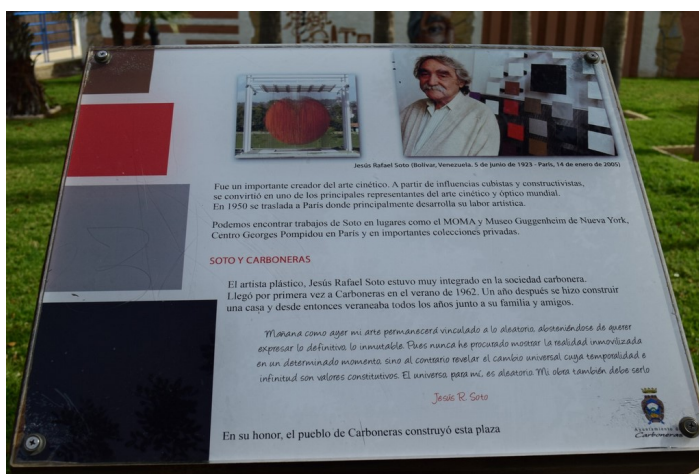 Jesús Rafael Soto (Bolívar, Venezuela. 5 de junio de 1923 - París, 14 de enero de 2005)
Fue un importante creador del arte cinético. A partir de influencias cubistas y constructivistas,
se convirtió en uno de los principales representantes del arte cinético y óptico mundial.
En 1950 se traslada a París donde principalmente desarrolla su labor artística.
Podemos encontrar trabajos de Soto en lugares como el MOMA y Museo Guggenheim de Nueva York,
Centro Georges Pompidou en París y en importantes colecciones privadas.
SOTO Y CARBONERAS
El artista plástico, Jesús Rafael Soto estuvo muy integrado en la sociedad carbonera.
Llegó por primera vez a Carboneras en el verano de 1962. Un año después se hizo construir
una casa y desde entonces veraneaba todos los años junto a su familia y amigos.
Mañana como ayer mi arte permanecerá vinculado a lo aleatorio, absteniéndose de querer
expresar lo definitivo, lo inmutable. Pues nunca he procurado mostrar la realidad inmovilizada
en un determinado momento, sino al contrario revelar el cambio universal cuya temporalidad e
infinitud son valores constitutivos. El universo, para mí, es aleatorio. Mi obra también debe serlo
Jesús R. Soto
En su honor, el pueblo de Carboneras construyó esta plaza
Ayuntamiento
Carboneras